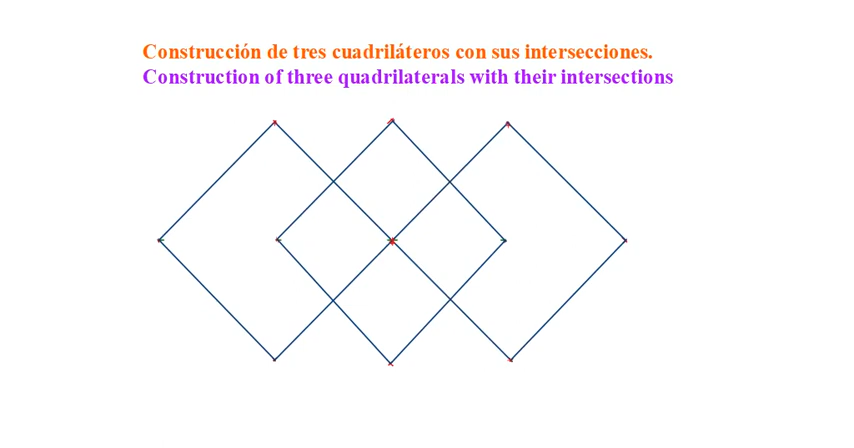 Construcción de tres cuadriláteros con sus intersecciones.
Construction of three quadrilaterals with their intersections